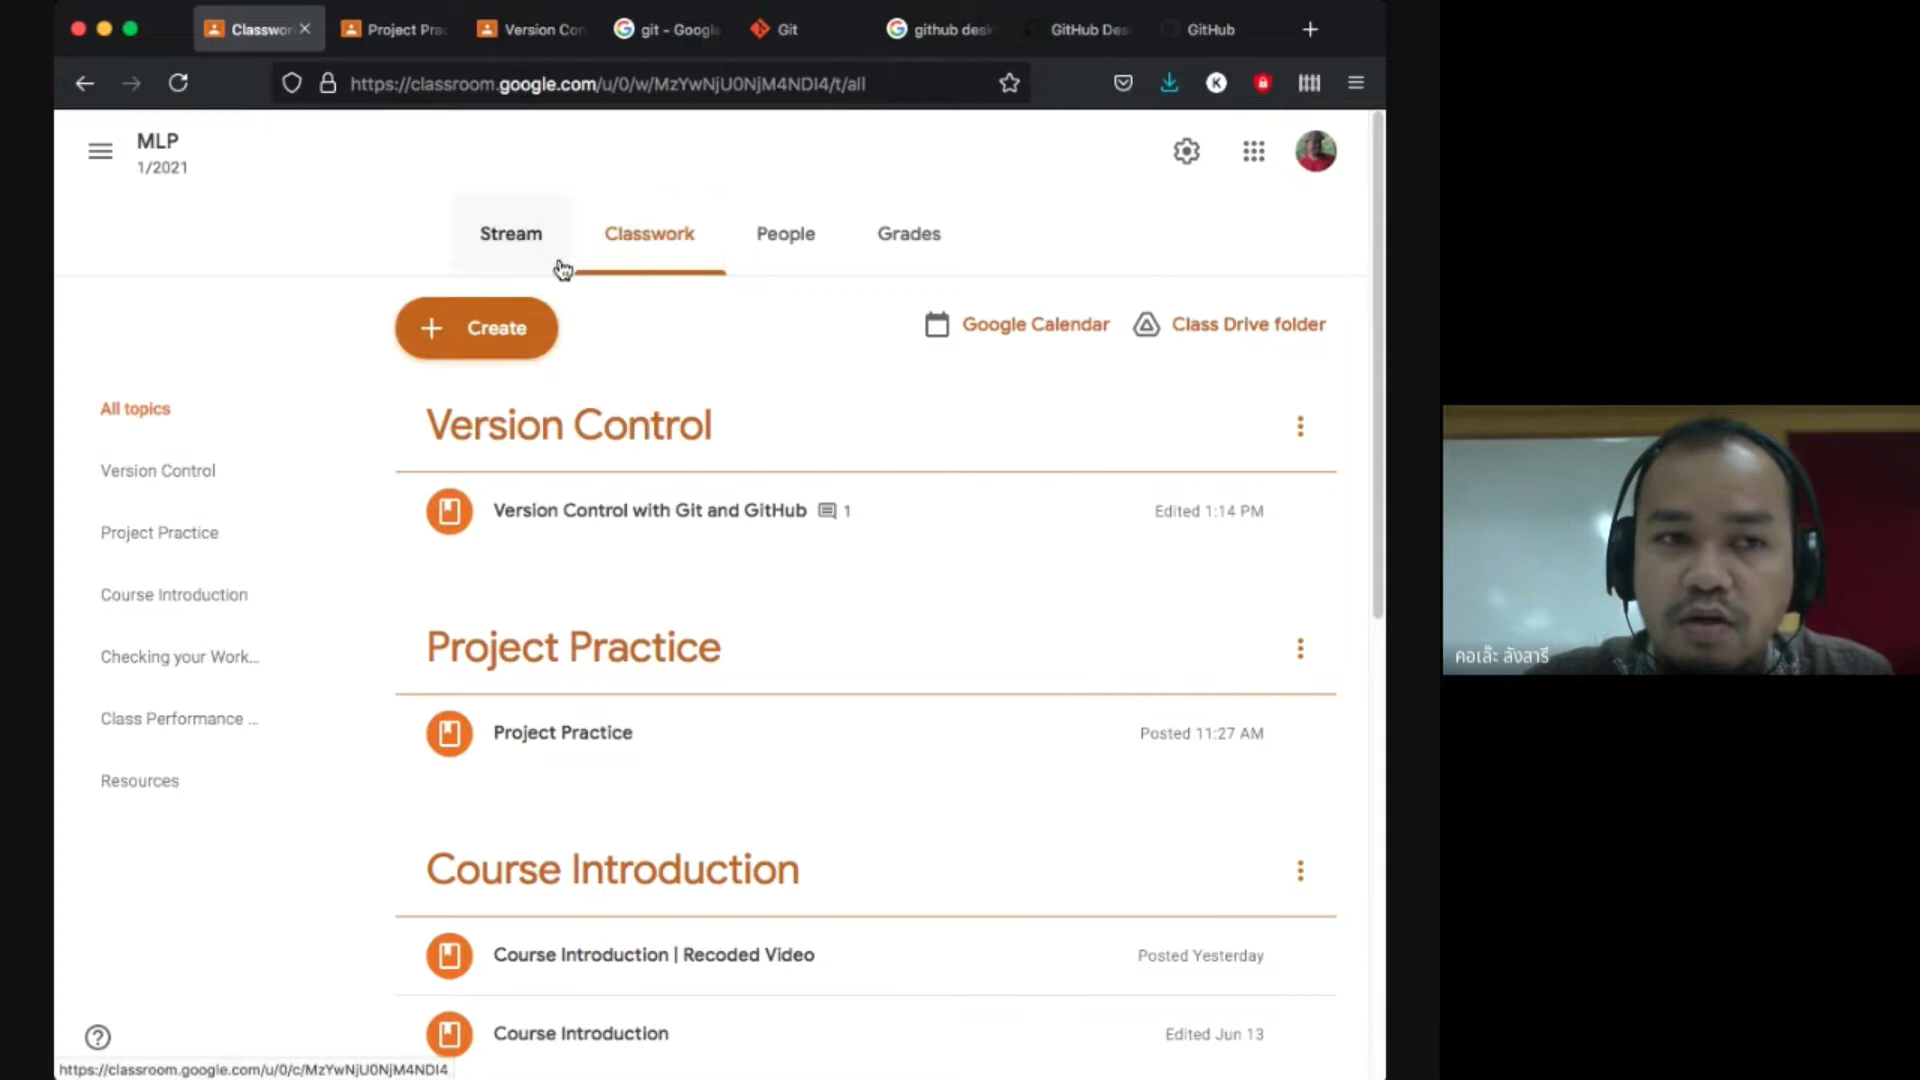 Classwor
Project Prac
Version Con
git - Google
Git
github desk
GitHub Des
GitHub
https://classroom.google.com/u/0/w/MzYwNjU0NjM4NDI4/t/all
MLP
1/2021
Stream
Classwork
People
Grades
Create
Google Calendar
Class Drive folder
All topics
Version Control
Project Practice
Course Introduction
Checking your Work...
Class Performance ...
Resources
Version Control
Version Control with Git and GitHub 1
Edited 1:14 PM
Project Practice
Project Practice
Posted 11:27 AM
Course Introduction
Course Introduction | Recoded Video
Posted Yesterday
Course Introduction
Edited Jun 13
https://classroom.google.com/u/0/c/MzYwNjU0NjM4NDI4
คอเล๊ะ ลังสารี